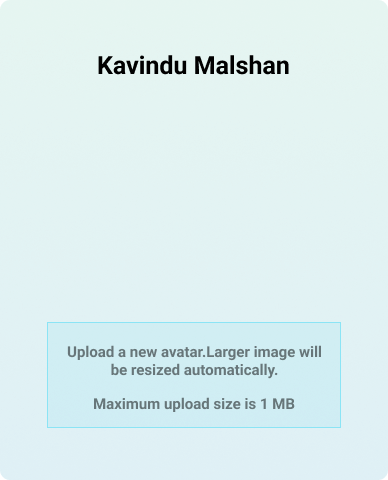 Kavindu Malshan
Upload a new avatar.Larger image will
be resized automatically.
Maximum upload size is 1 MB